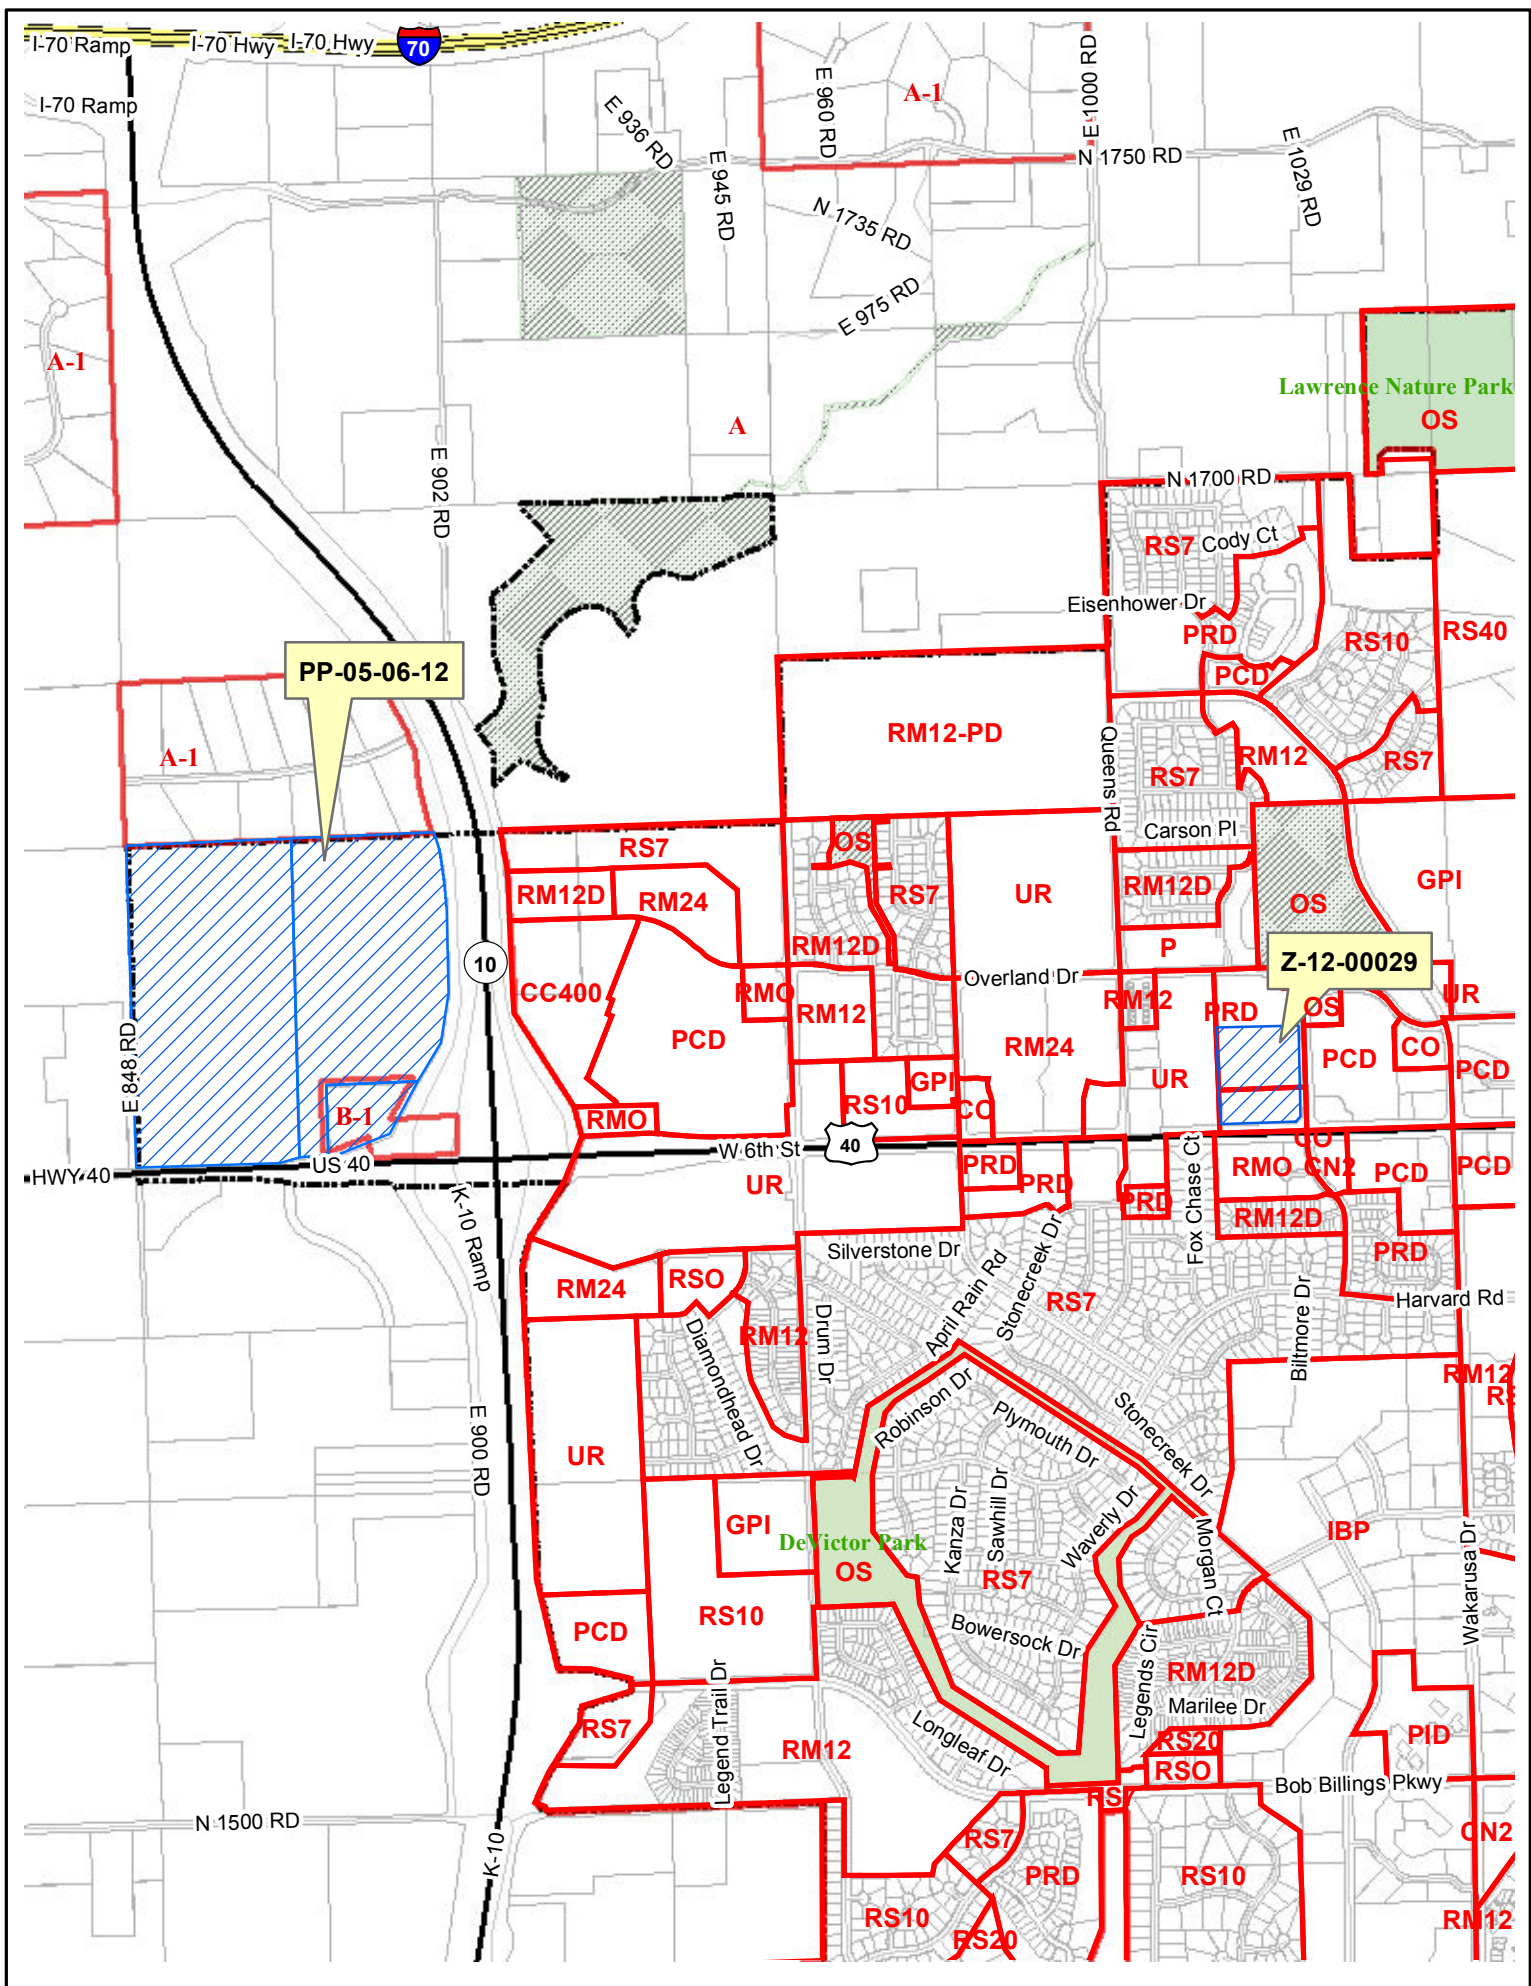 I-70 Ramp
I-70 Hwy
I-70 Hwy
70
I-70 Ramp
E 936 RD
E 945 RD
E 960 RD
A-1
E 1000 RD
N 1750 RD
E 1029 RD
N 1735 RD
E 975 RD
A-1
A
E 902 RD
Lawrence Nature Park
OS
N 1700 RD
RS7
Cody Ct
Eisenhower Dr
PRD
RS10
RS40
PCD
PP-05-06-12
A-1
RM12-PD
Queens Rd
RM12
RS7
RS7
Carson Pl
RS7
OS
RM12D
RM24
RS7
UR
RM12D
OS
GPI
RM12D
P
Z-12-00029
10
Overland Dr
CC400
RMO
RM12
RM12
PRD
OS
UR
PCD
RM24
PCD
CO
PCD
E 848 RD
UR
GPI
RS10
CO
B-1
RMO
US 40
HWY 40
W 6th St
40
CO
UR
PRD
PRD
PRD
Fox Chase Ct
RMO
CN2
PCD
PCD
RM12D
PRD
K-10 Ramp
Silverstone Dr
RM24
RSO
RM12
Drum Dr
April Rain Rd
Stonecreek Dr
RS7
Biltmore Dr
Harvard Rd
Diamondhead Dr
Robinson Dr
Plymouth Dr
Stonecreek Dr
RM12
E 900 RD
UR
GPI
DeVictor Park
OS
Kanza Dr
Sawhill Dr
Waverly Dr
RS7
Morgan Ct
IBP
Wakarusa Dr
PCD
RS10
Bowersock Dr
Legends Cir
RM12D
Marilee Dr
RS7
Legend Trail Dr
RM12
Longleaf Dr
RS20
RSO
PID
Bob Billings Pkwy
RS
N 1500 RD
K-10
RS7
PRD
RS10
CN2
RS10
RS20
RM12